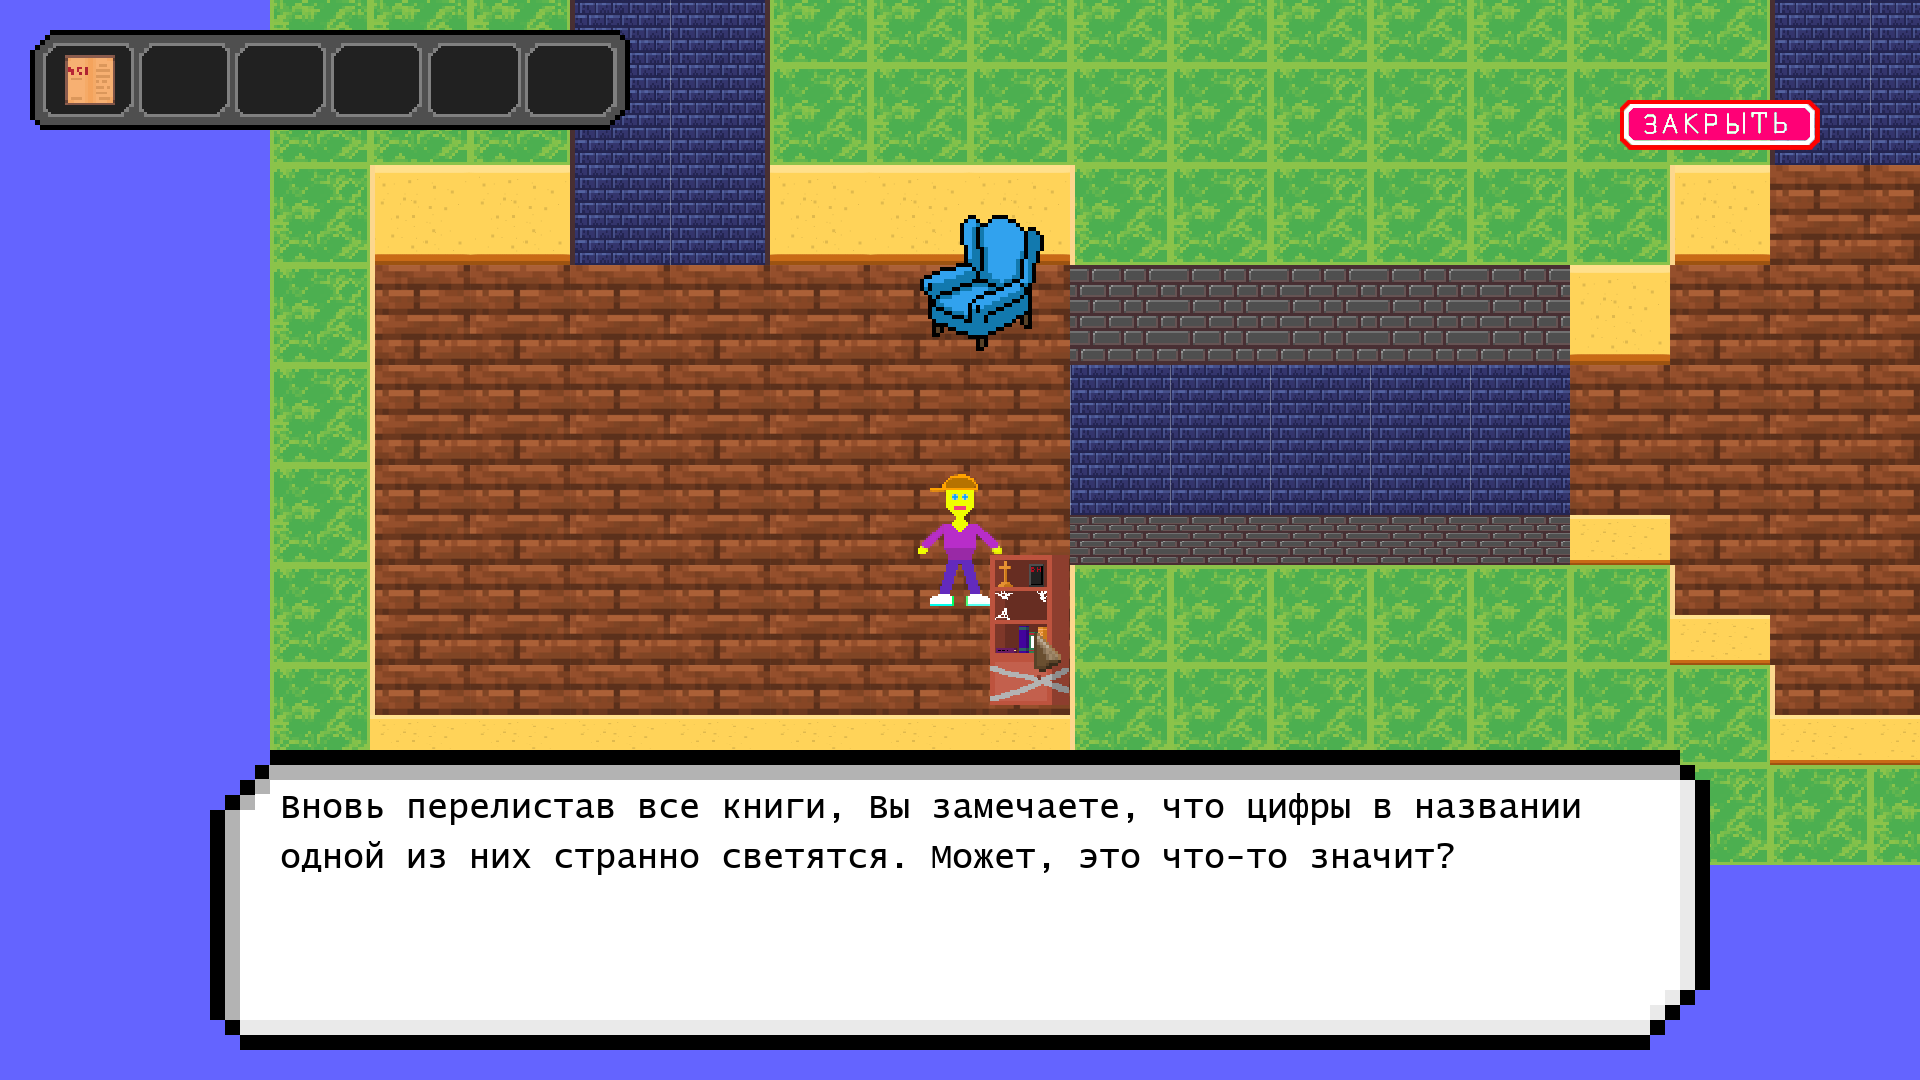 ЗАКРЫТЬ
Вновь перелистав все книги, Вы замечаете, что цифры в названии
одной из них странно светятся. Может, это что-то значит?